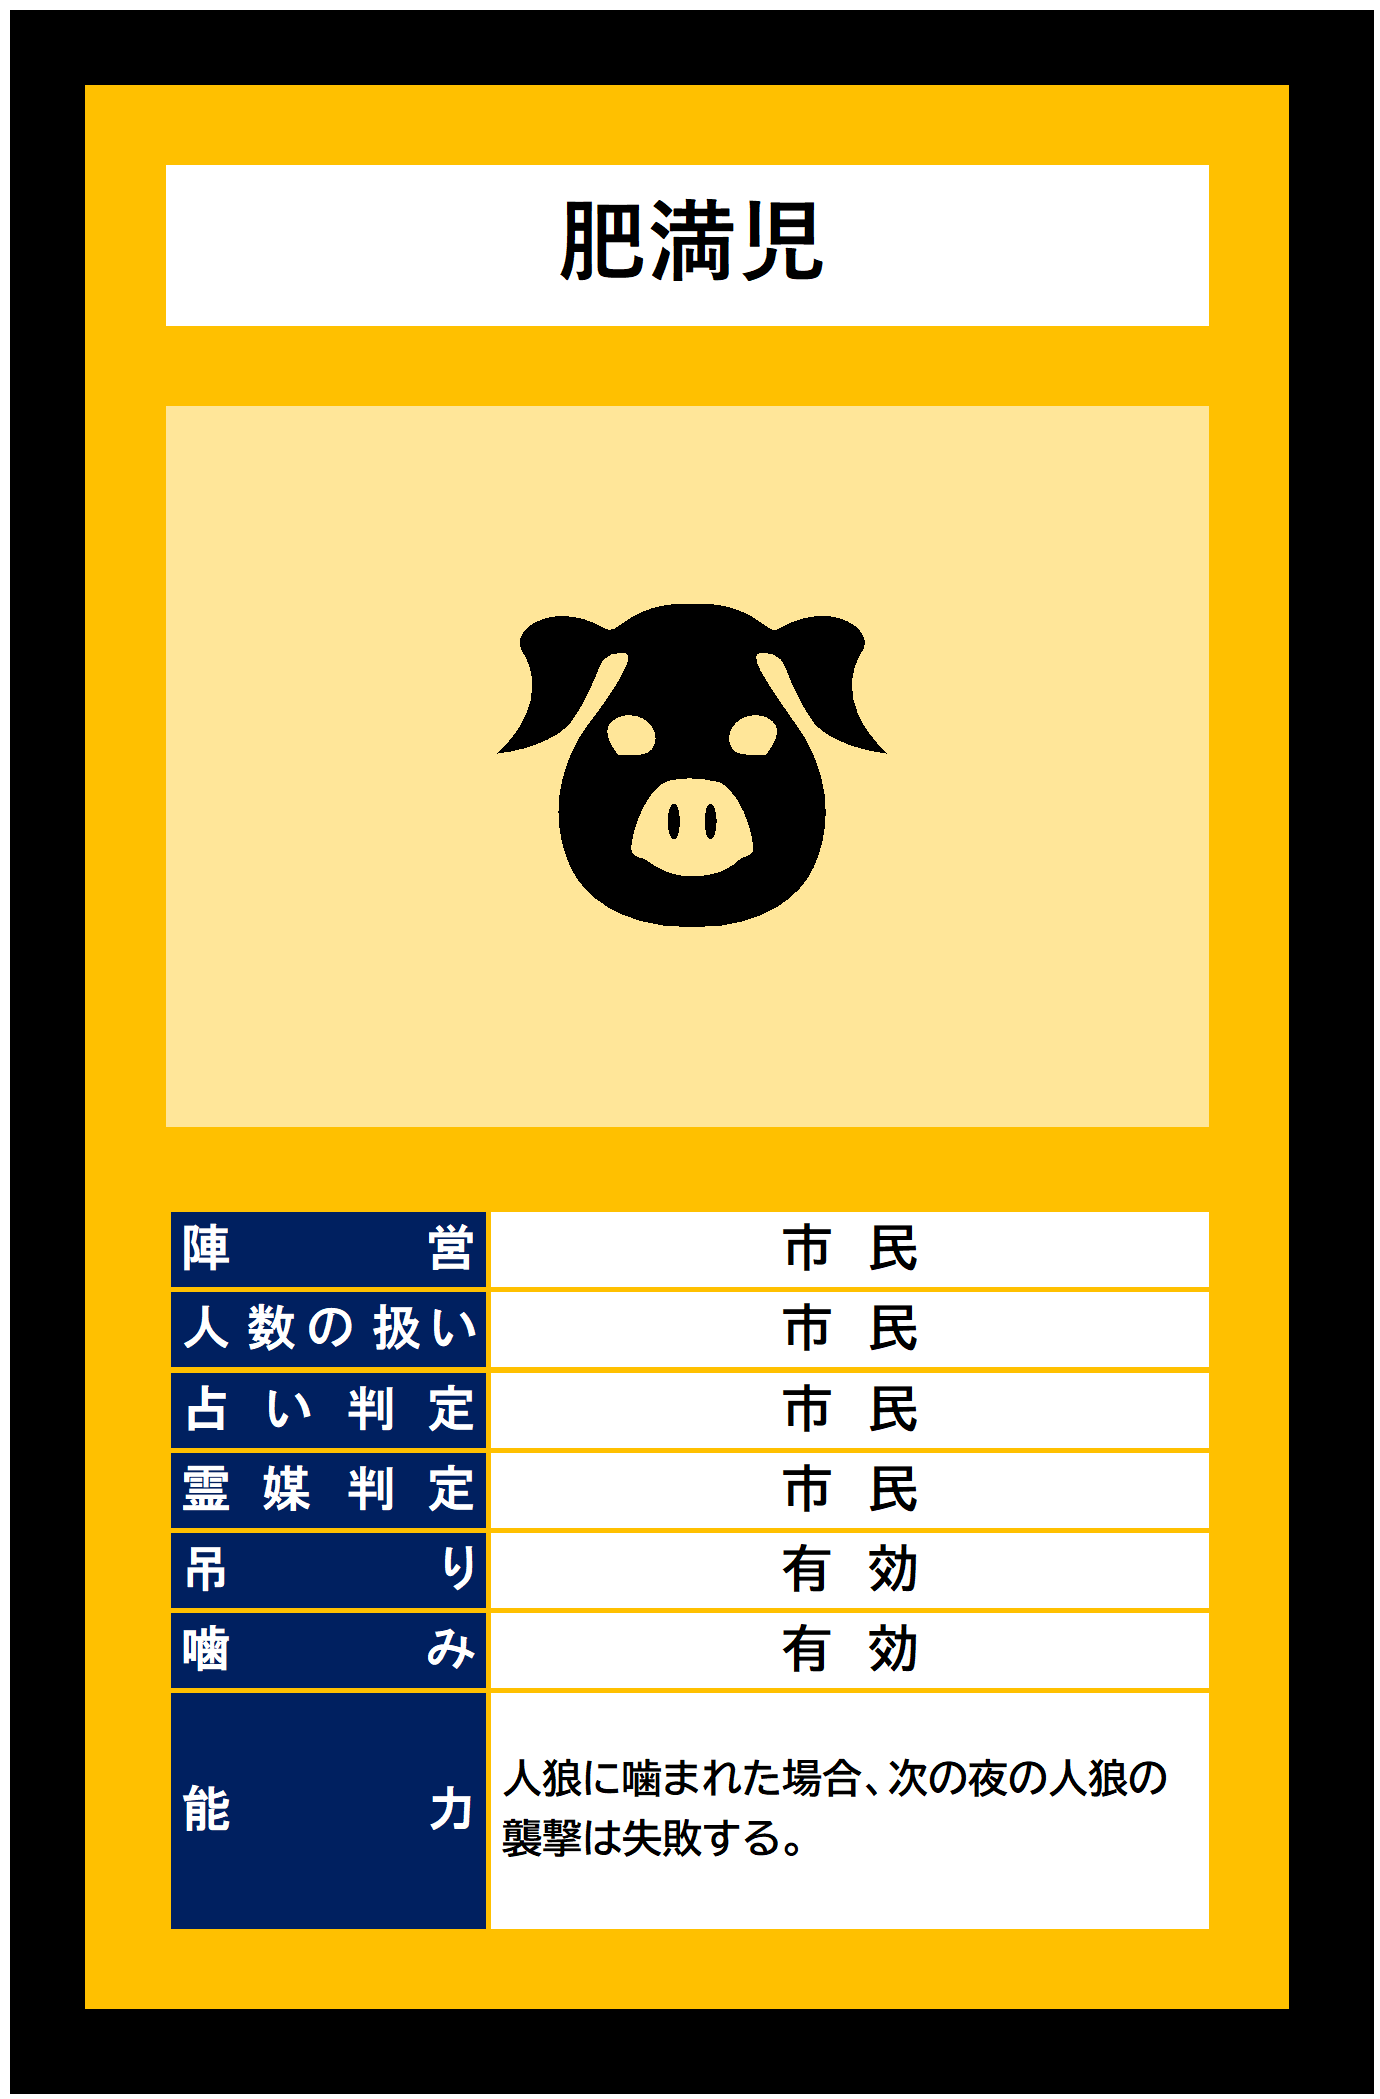 肥満児
陣営 市民
人数の扱い 市民
占い判定 市民
霊媒判定 市民
吊り 有効
噛み 有効
能力 人狼に噛まれた場合、次の夜の人狼の
襲撃は失敗する。